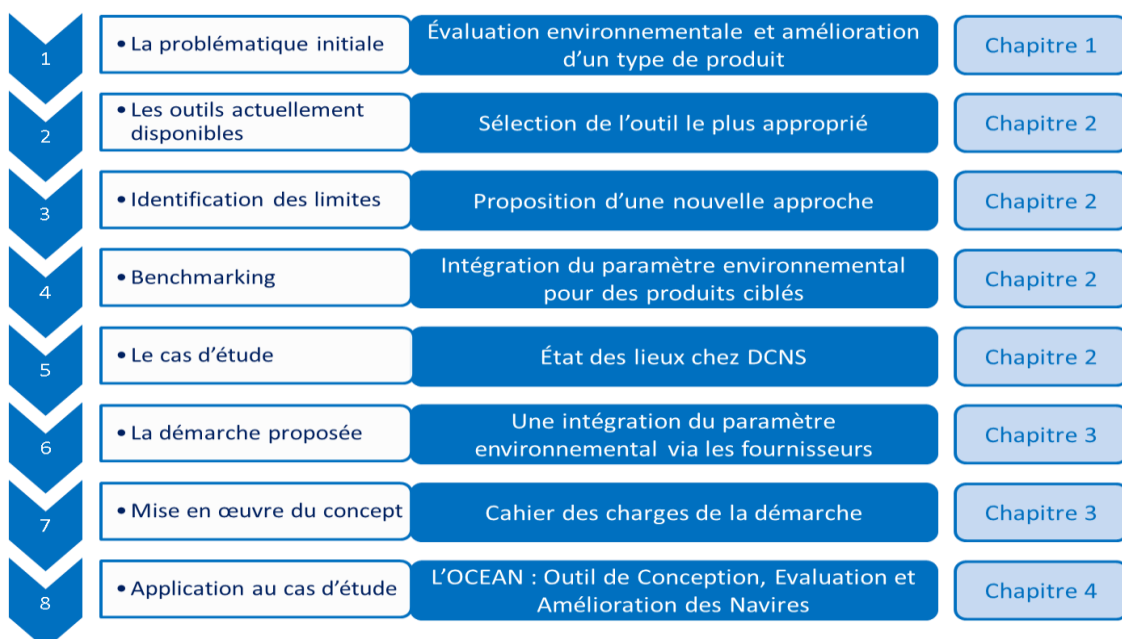 1
• La problématique initiale
Évaluation environnementale et amélioration
d'un type de produit
Chapitre 1
2
• Les outils actuellement
disponibles
Sélection de l'outil le plus approprié
Chapitre 2
3
• Identification des limites
Proposition d'une nouvelle approche
Chapitre 2
4
• Benchmarking
Intégration du paramètre environnemental
pour des produits ciblés
Chapitre 2
5
• Le cas d'étude
État des lieux chez DCNS
Chapitre 2
6
• La démarche proposée
Une intégration du paramètre
environnemental via les fournisseurs
Chapitre 3
7
• Mise en œuvre du concept
Cahier des charges de la démarche
Chapitre 3
8
• Application au cas d'étude
L'OCEAN : Outil de Conception, Evaluation et
Amélioration des Navires
Chapitre 4